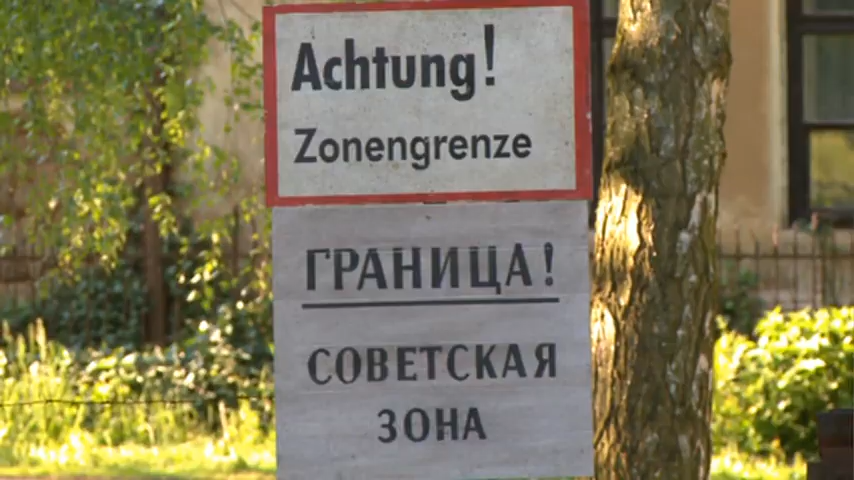 Achtung!
Zonengrenze
ГРАНИЦА!
СОВЕТСКАЯ
ЗОНА